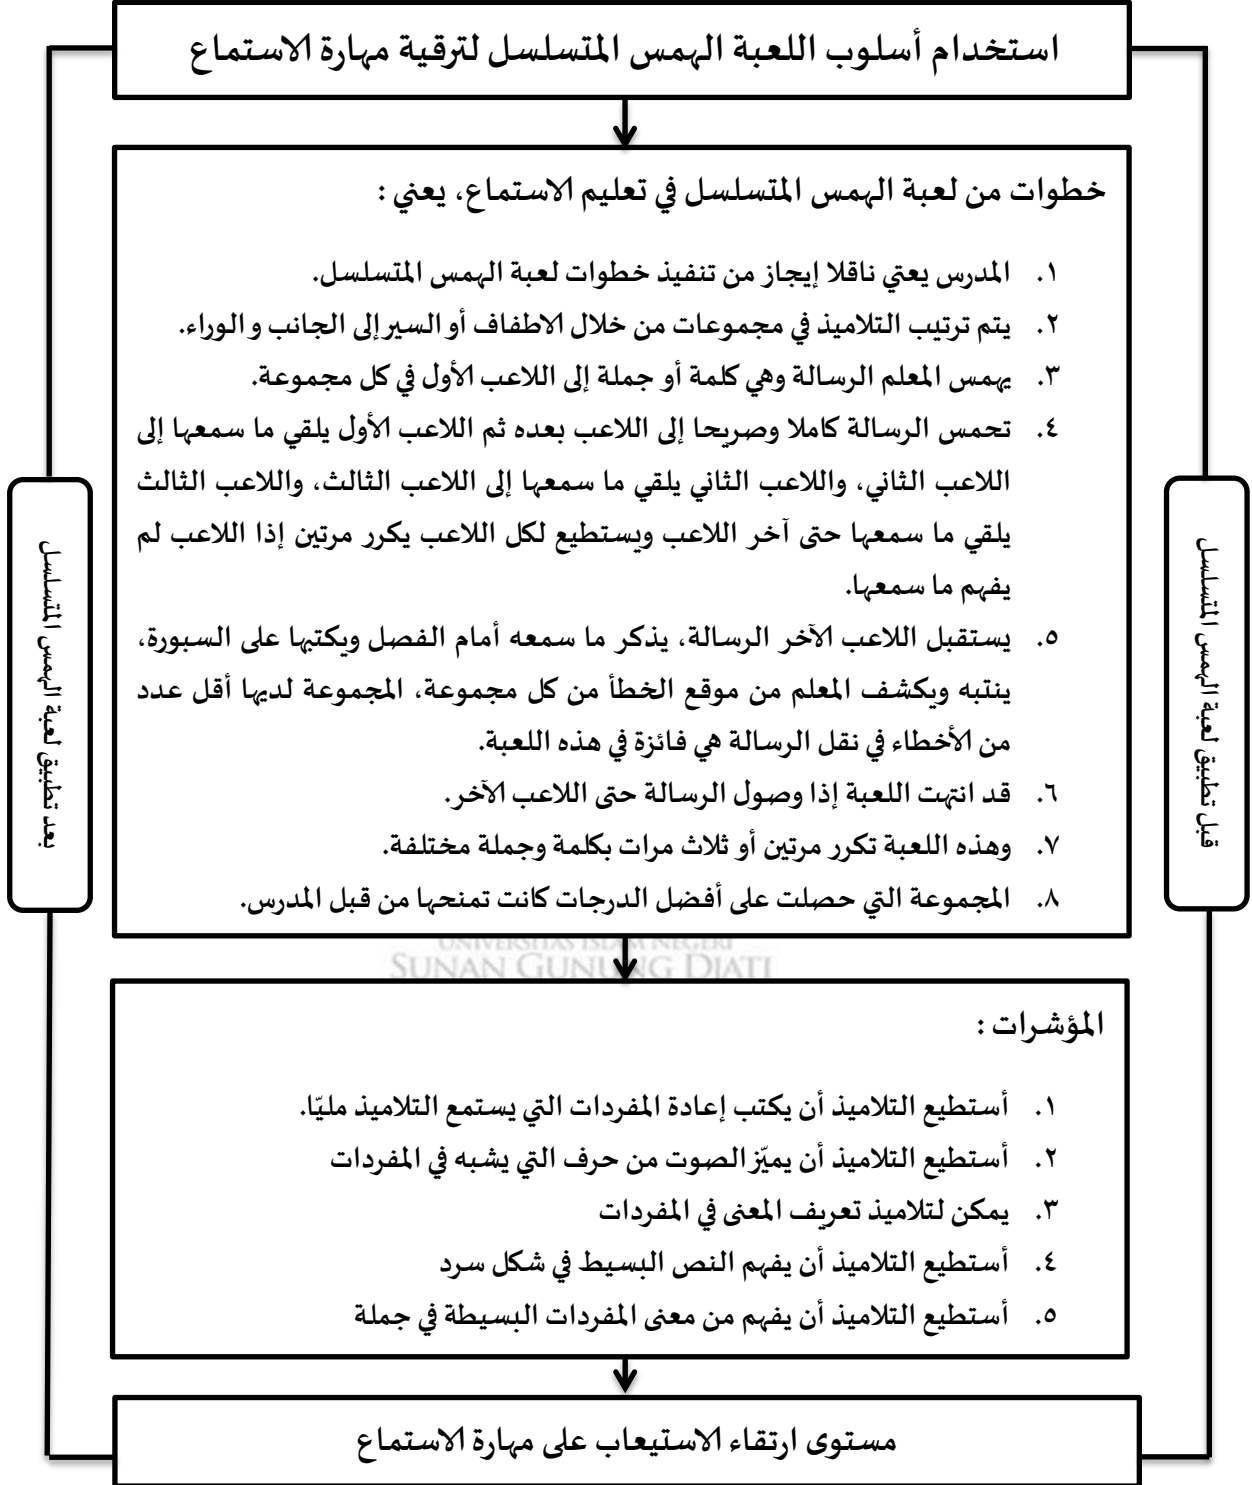 استخدام أسلوب اللعبة الهمس المتسلسل لترقية مهارة الاستماع
خطوات من لعبة الهمس المتسلسل في تعليم الاستماع، يعني :
١. المدرس يعتي ناقلا إيجاز من تنفيذ خطوات لعبة الهمس المتسلسل.
٢. يتم ترتيب التلاميذ في مجموعات من خلال الاطفاف أو السير إلى الجانب والوراء.
٣. يهمس المعلم الرسالة وهي كلمة أو جملة إلى اللاعب الأول في كل مجموعة.
٤. تحمس الرسالة كاملا وصريحا إلى اللاعب بعده ثم اللاعب الأول يلقي ما سمعها إلى
اللاعب الثاني، واللاعب الثاني يلقي ما سمعها إلى اللاعب الثالث، واللاعب الثالث
يلقي ما سمعها حتى آخر اللاعب ويستطيع لكل اللاعب يكرر مرتين إذا اللاعب لم
يفهم ما سمعها.
٥. يستقبل اللاعب الآخر الرسالة، يذكر ما سمعه أمام الفصل ويكتبها على السبورة،
ينتبه ويكشف المعلم من موقع الخطأ من كل مجموعة، المجموعة لديها أقل عدد
من الأخطاء في نقل الرسالة هي فائزة في هذه اللعبة.
٦. قد انتهت اللعبة إذا وصول الرسالة حتى اللاعب الآخر.
٧. وهذه اللعبة تكرر مرتين أو ثلاث مرات بكلمة وجملة مختلفة.
٨. المجموعة التي حصلت على أفضل الدرجات كانت تمنحها من قبل المدرس.
قبل تطبيق لعبة الهمس المتسلسل
بعد تطبيق لعبة الهمس المتسلسل
UNIVERSITAS ISLAM NEGERI
SUNAN GUNUNG DJATI
المؤشرات :
١. أستطيع التلاميذ أن يكتب إعادة المفردات التي يستمع التلاميذ مليّا.
٢. أستطيع التلاميذ أن يميّز الصوت من حرف التي يشبه في المفردات
٣. يمكن لتلاميذ تعريف المعنى في المفردات
٤. أستطيع التلاميذ أن يفهم النص البسيط في شكل سرد
٥. أستطيع التلاميذ أن يفهم من معنى المفردات البسيطة في جملة
مستوى ارتقاء الاستيعاب على مهارة الاستماع